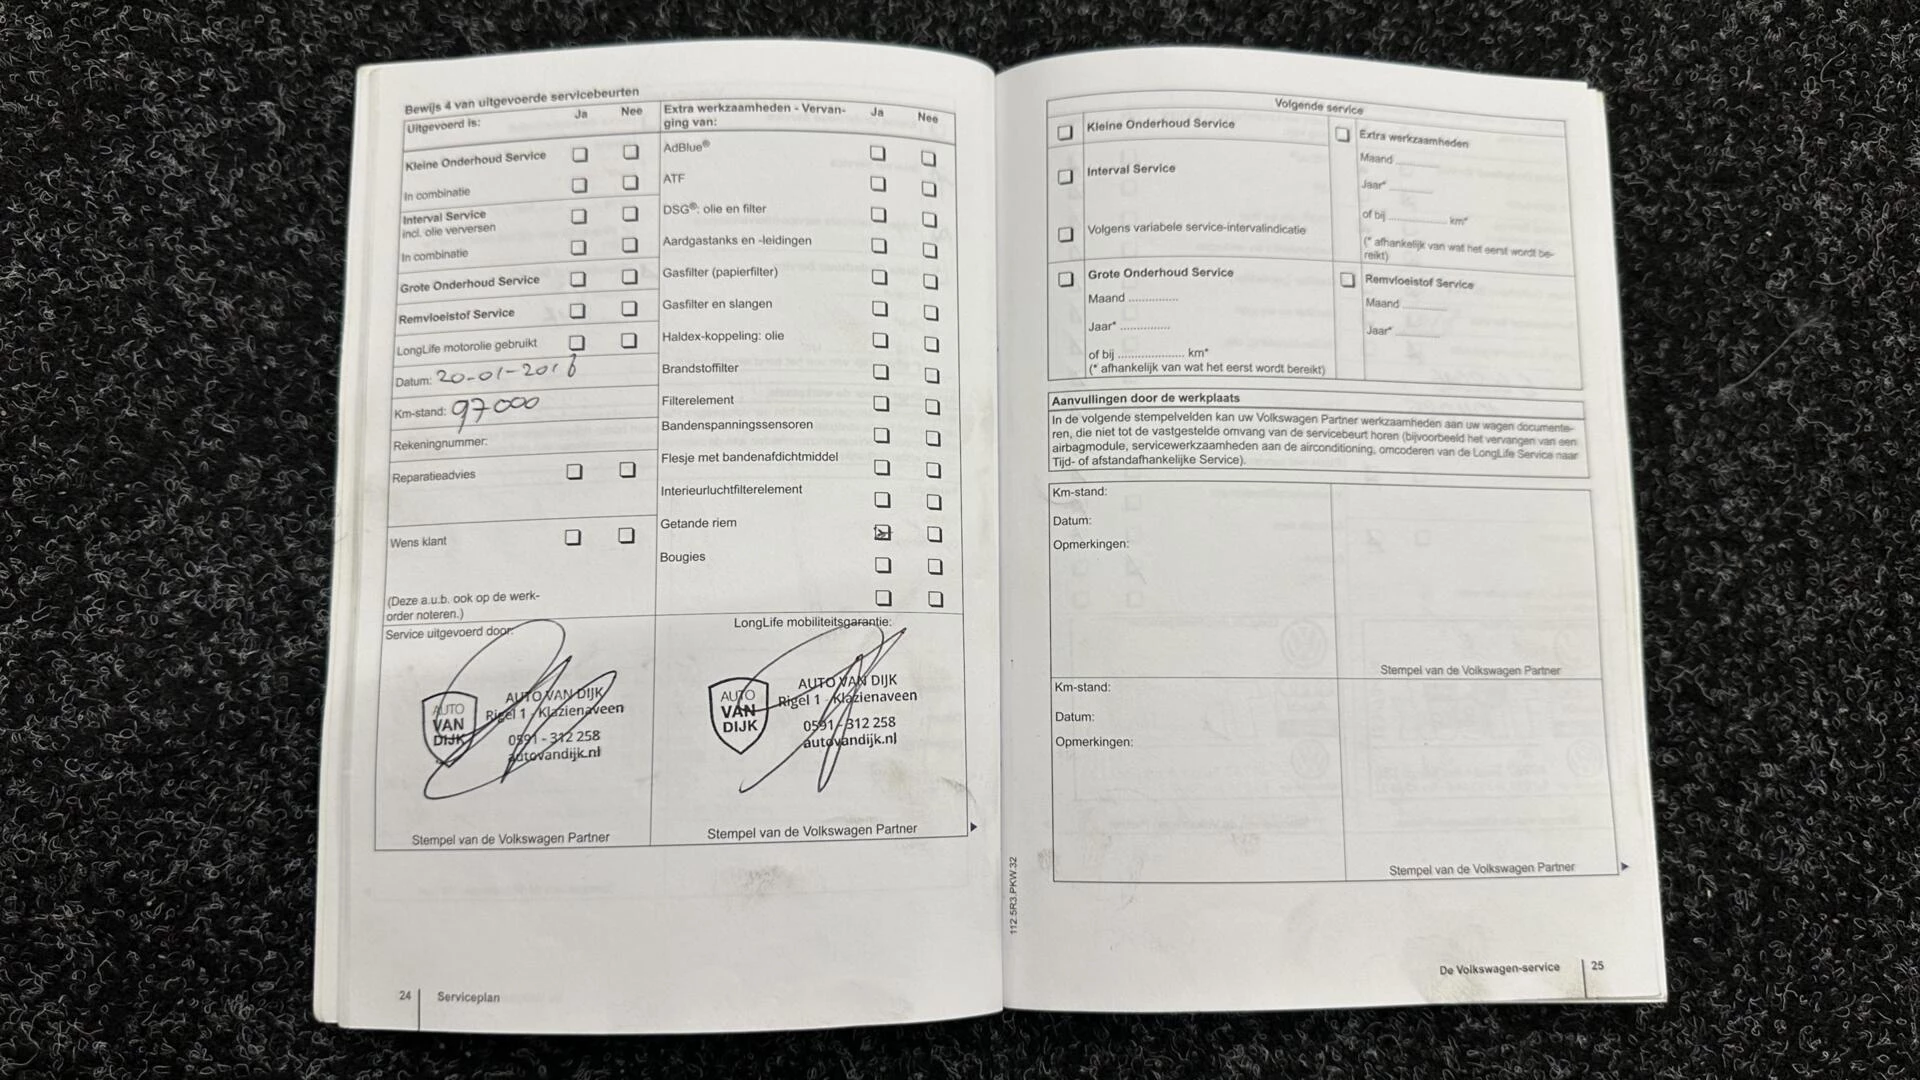 Bewijs 4 van uitgevoerde servicebeurten
Uitgevoerd is: Ja Nee
Kleine Onderhoud Service
In combinatie
Interval Service
incl. olie verversen
In combinatie
Grote Onderhoud Service
Remvloeistof Service
LongLife motorolie gebruikt
Datum: 20-01-2018
Km-stand: 97000
Rekeningnummer:
Reparatieadvies
Wens klant
(Deze a.u.b. ook op de werk-
order noteren.)
Extra werkzaamheden - Vervan-
ging van: Ja Nee
AdBlue®
ATF
DSG®: olie en filter
Aardgastanks en -leidingen
Gasfilter (papierfilter)
Gasfilter en slangen
Haldex-koppeling: olie
Brandstoffilter
Filterelement
Bandenspanningssensoren
Flesje met bandenafdichtmiddel
Interieurluchtfilterelement
Getande riem
Bougies
Service uitgevoerd door:
AUTO
VAN
DIJK
AUTO VAN DIJK
Rigel 1 - Klazienaveen
0591 - 312 258
autovandijk.nl
Stempel van de Volkswagen Partner
LongLife mobiliteitsgarantie:
AUTO
VAN
DIJK
AUTO VAN DIJK
Rigel 1 - Klazienaveen
0591 - 312 258
autovandijk.nl
Stempel van de Volkswagen Partner
24 Serviceplan
112.5R3.PKW.32
Volgende service
Kleine Onderhoud Service
Interval Service
Volgens variabele service-intervalindicatie
Grote Onderhoud Service
Maand ...............
Jaar* ...............
of bij .................... km*
(* afhankelijk van wat het eerst wordt bereikt)
Extra werkzaamheden
Maand .............
Jaar* .............
of bij ................. km*
(* afhankelijk van wat het eerst wordt be-
reikt)
Remvloeistof Service
Maand .............
Jaar* .............
Aanvullingen door de werkplaats
In de volgende stempelvelden kan uw Volkswagen Partner werkzaamheden aan uw wagen documente-
ren, die niet tot de vastgestelde omvang van de servicebeurt horen (bijvoorbeeld het vervangen van een
airbagmodule, servicewerkzaamheden aan de airconditioning, omcoderen van de LongLife Service naar
Tijd- of afstandafhankelijke Service).
Km-stand:
Datum:
Opmerkingen:
Stempel van de Volkswagen Partner
Km-stand:
Datum:
Opmerkingen:
Stempel van de Volkswagen Partner
De Volkswagen-service 25